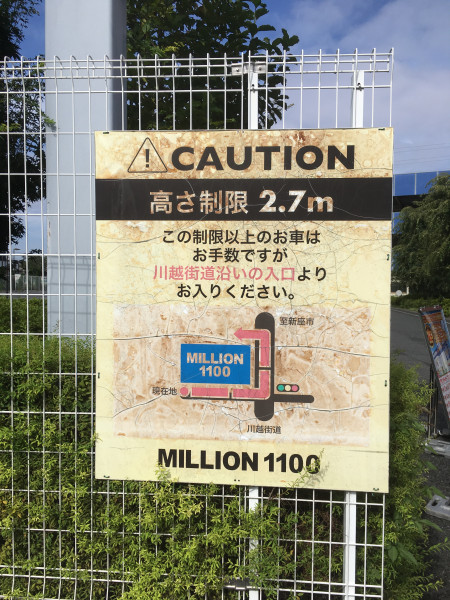 CAUTION
高さ制限 2.7m
この制限以上のお車は
お手数ですが
川越街道沿いの入口より
お入りください。
至新座市
MILLION
1100
現在地
川越街道
MILLION 1100